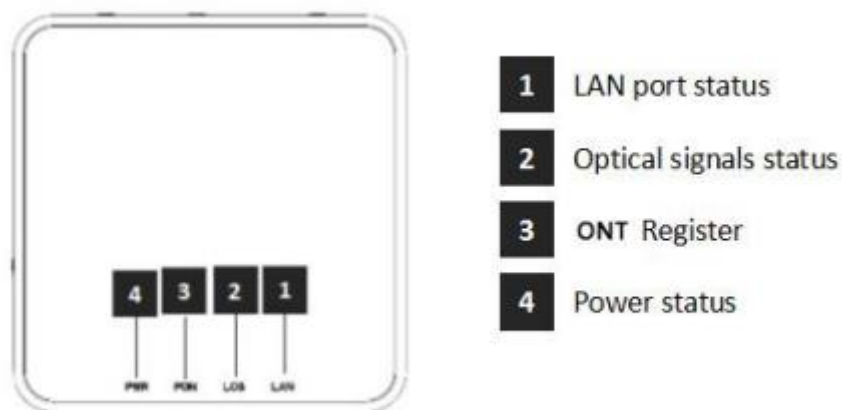 1 LAN port status
2 Optical signals status
3 ONT Register
4 Power status
4 3 2 1
PWR PON LOS LAN